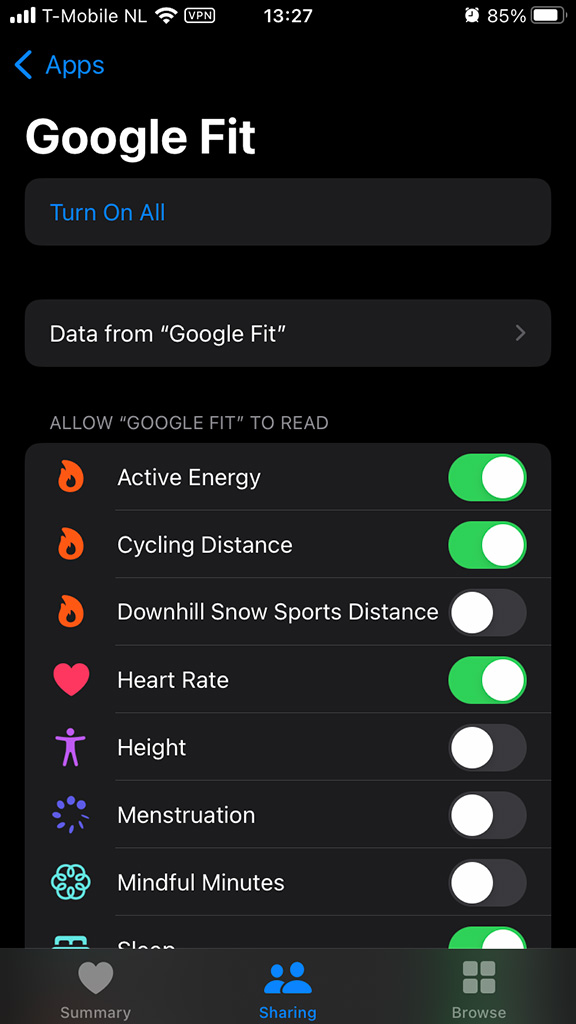 T-Mobile NL VPN 13:27 85%
Apps
Google Fit
Turn On All
Data from “Google Fit”
ALLOW “GOOGLE FIT” TO READ
Active Energy
Cycling Distance
Downhill Snow Sports Distance
Heart Rate
Height
Menstruation
Mindful Minutes
Sleep
Summary Sharing Browse